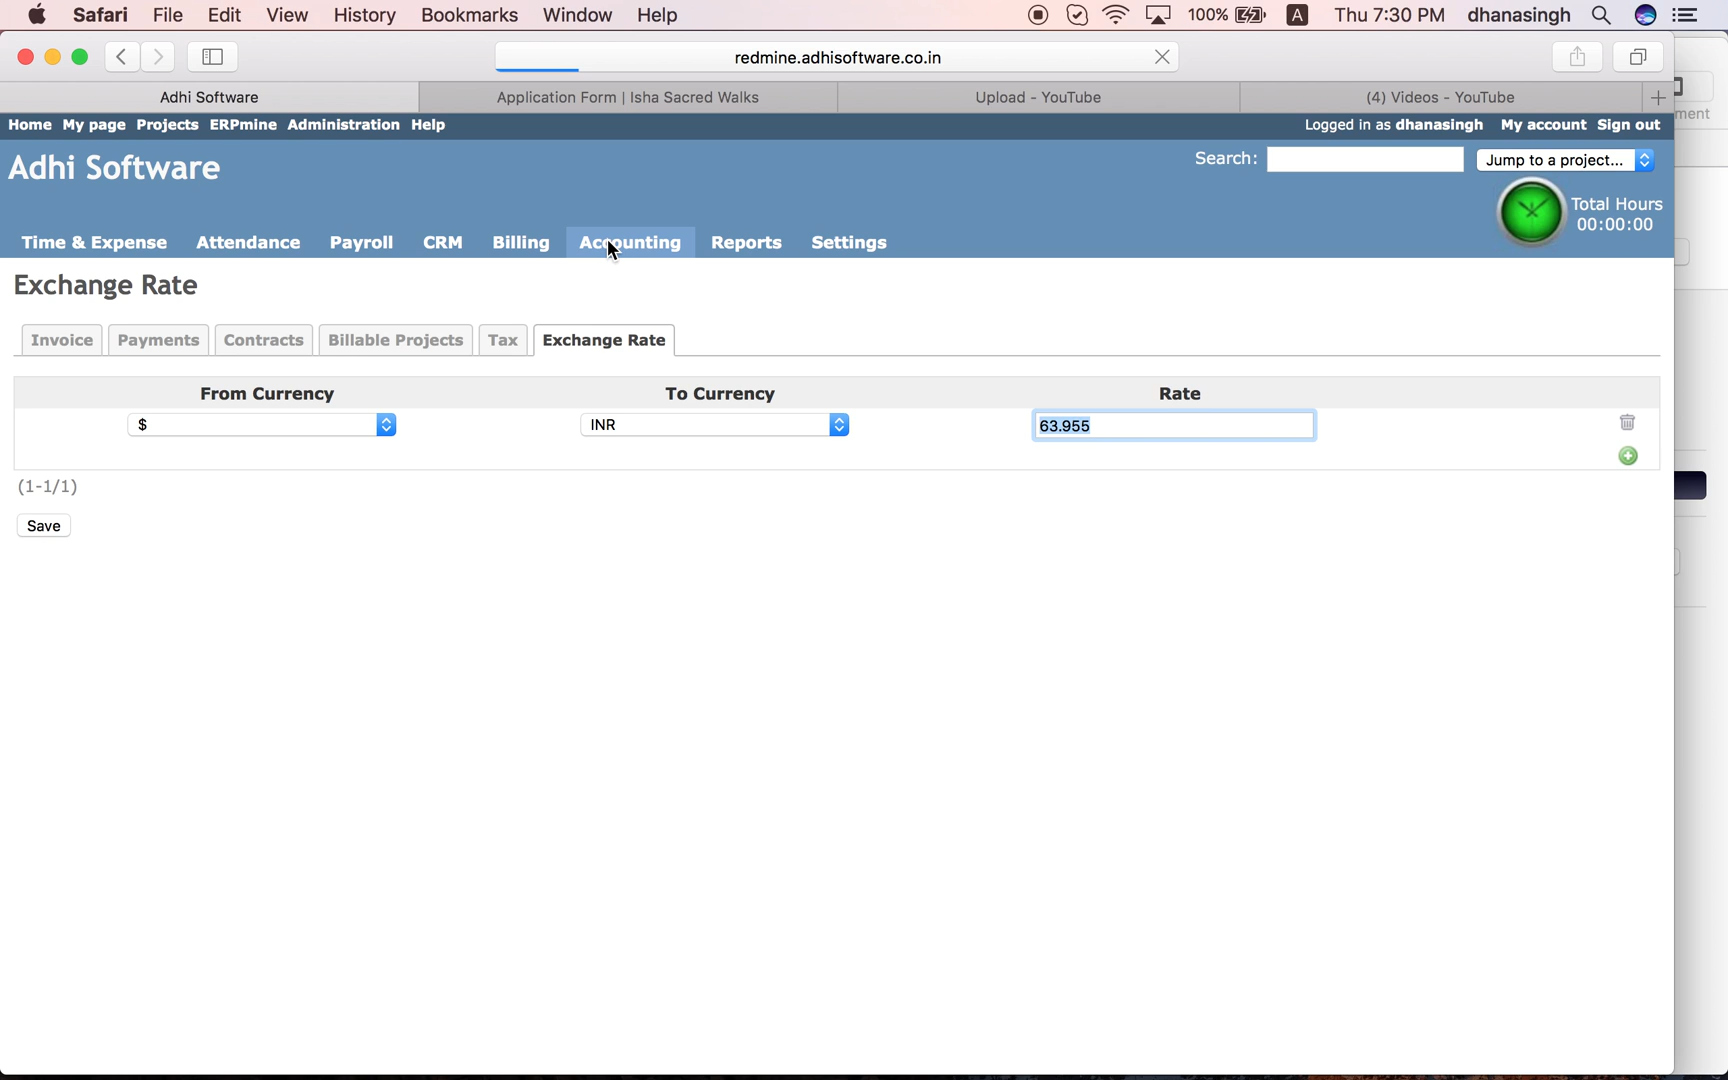 Safari File Edit View History Bookmarks Window Help 100% A Thu 7:30 PM dhanasingh
redmine.adhisoftware.co.in
Adhi Software Application Form | Isha Sacred Walks Upload - YouTube (4) Videos - YouTube
ment
Home My page Projects ERPmine Administration Help Logged in as dhanasingh My account Sign out
Adhi Software Search: Jump to a project...
Total Hours
00:00:00
Time & Expense Attendance Payroll CRM Billing Accounting Reports Settings
Exchange Rate
Invoice Payments Contracts Billable Projects Tax Exchange Rate
From Currency To Currency Rate
$ INR 63.955
(1-1/1)
Save